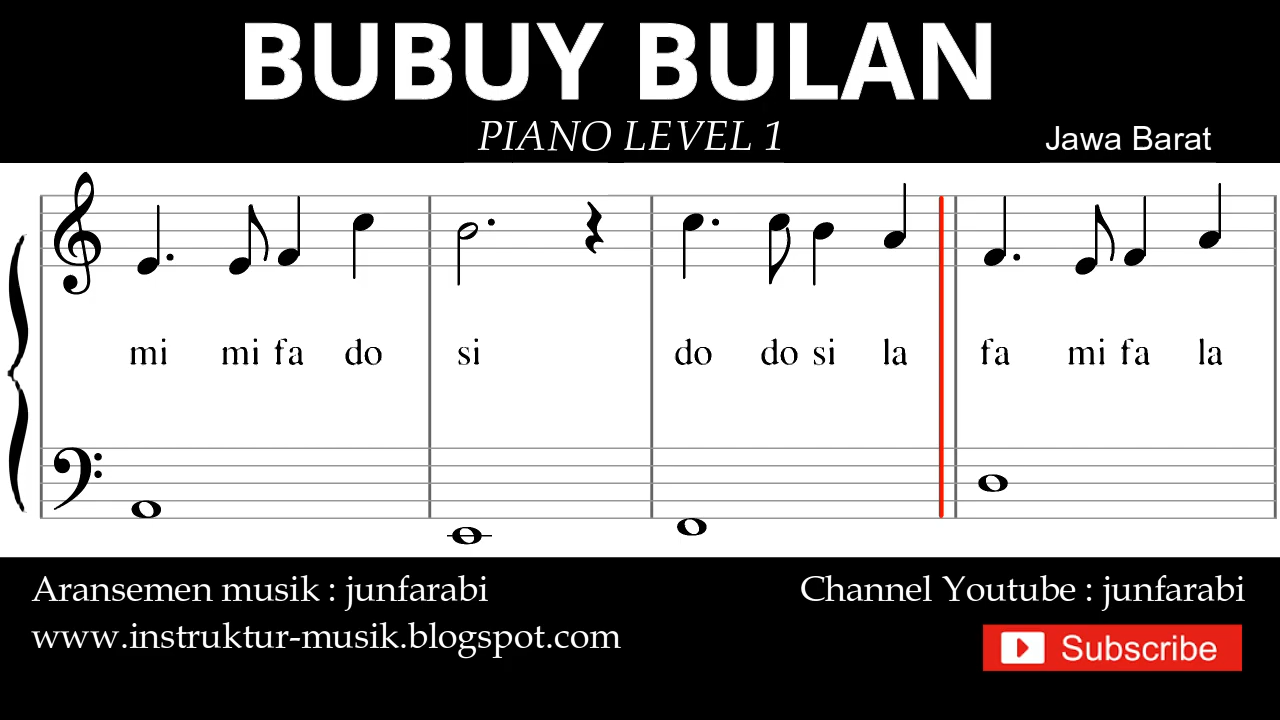 BUBUY BULAN
PIANO LEVEL 1
Jawa Barat
mi mi fa do si do do si la fa mi fa la
Aransemen musik : junfarabi
Channel Youtube : junfarabi
www.instruktur-musik.blogspot.com
Subscribe